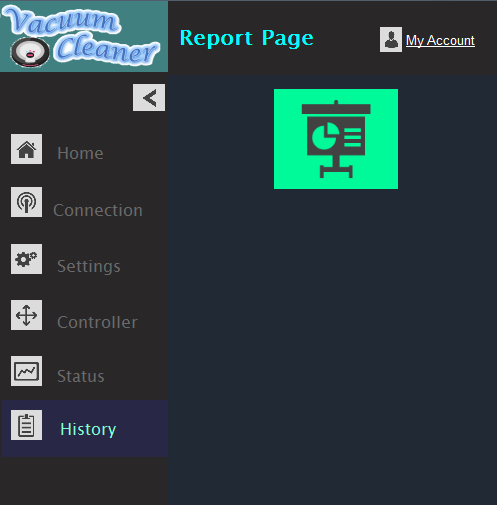 Vacuum
Cleaner
Report Page
My Account
Home
Connection
Settings
Controller
Status
History